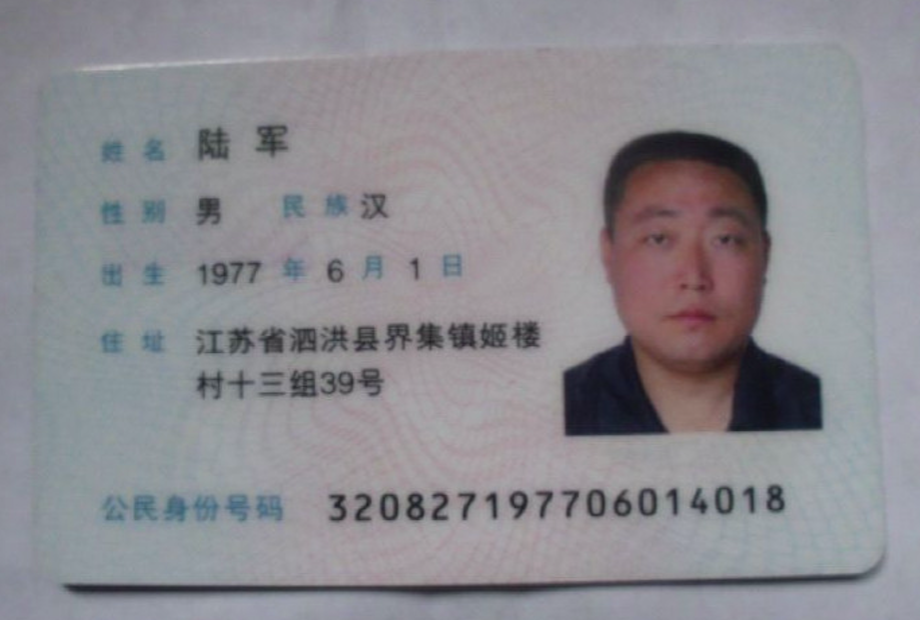 姓名 陆军
性别 男 民族 汉
出生 1977 年 6 月 1 日
住址 江苏省泗洪县界集镇姬楼
村十三组39号
公民身份号码 320827197706014018